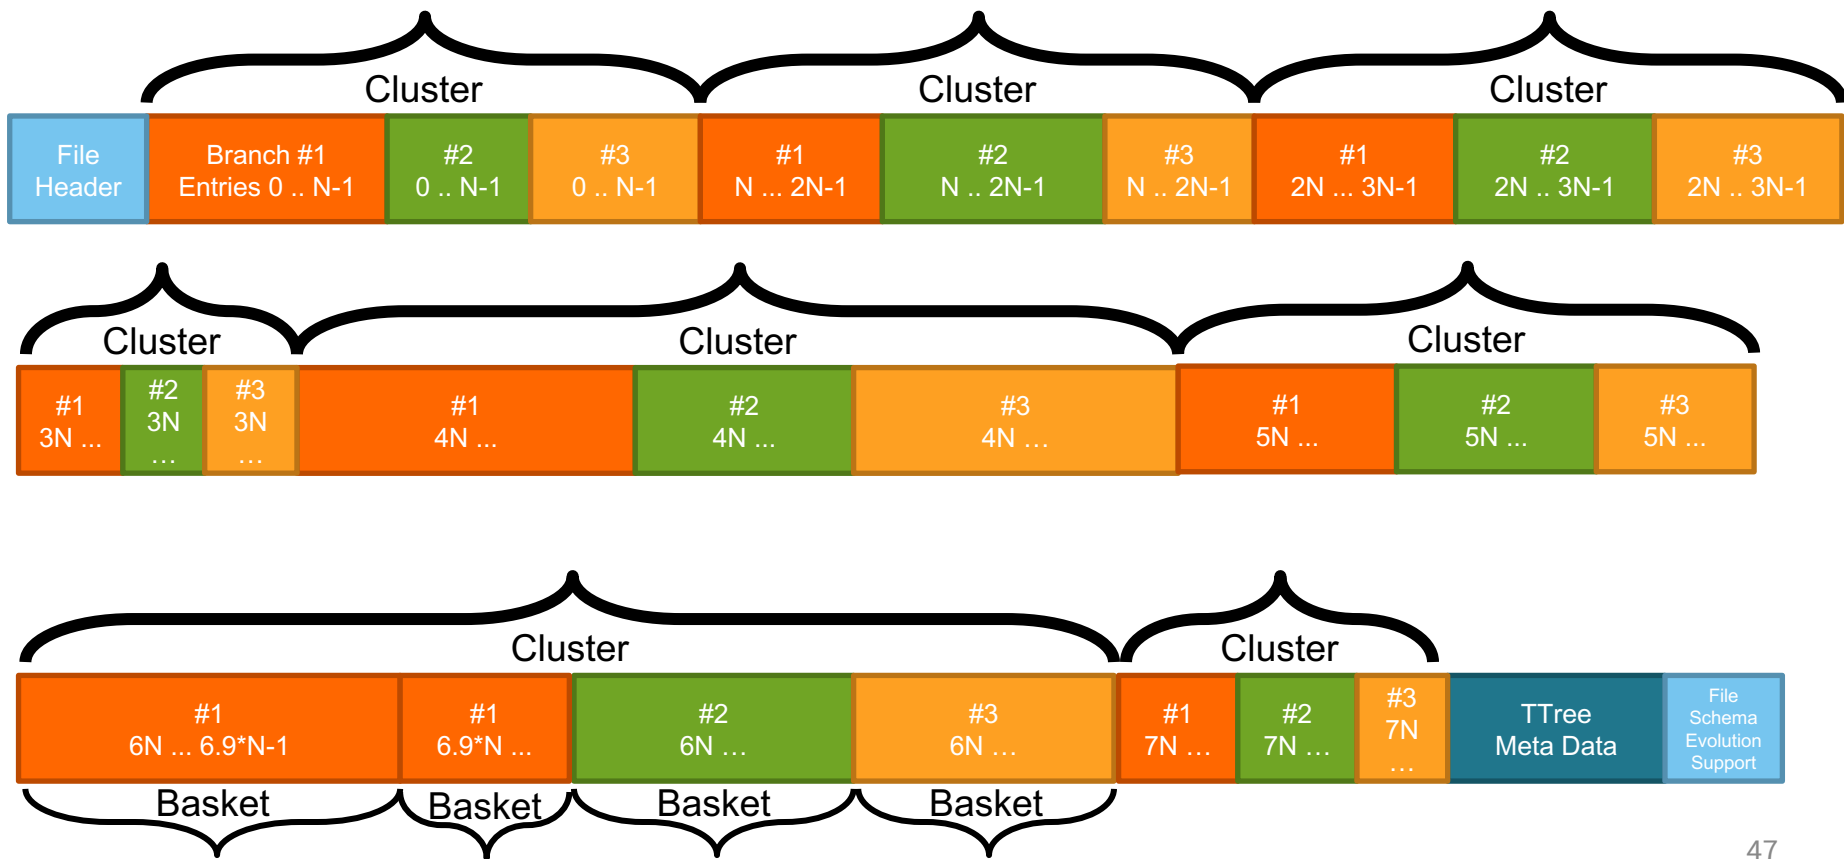 Cluster
Cluster
Cluster
File
Header
Branch #1
Entries 0 .. N-1
#2
0 .. N-1
#3
0 .. N-1
#1
N ... 2N-1
#2
N .. 2N-1
#3
N .. 2N-1
#1
2N ... 3N-1
#2
2N .. 3N-1
#3
2N .. 3N-1
Cluster
Cluster
Cluster
#1
3N ...
#2
3N
…
#3
3N
…
#1
4N ...
#2
4N ...
#3
4N …
#1
5N ...
#2
5N ...
#3
5N ...
Cluster
Cluster
#1
6N ... 6.9*N-1
#1
6.9*N ...
#2
6N …
#3
6N …
#1
7N …
#2
7N …
#3
7N
…
TTree
Meta Data
File
Schema
Evolution
Support
Basket
Basket
Basket
Basket
47